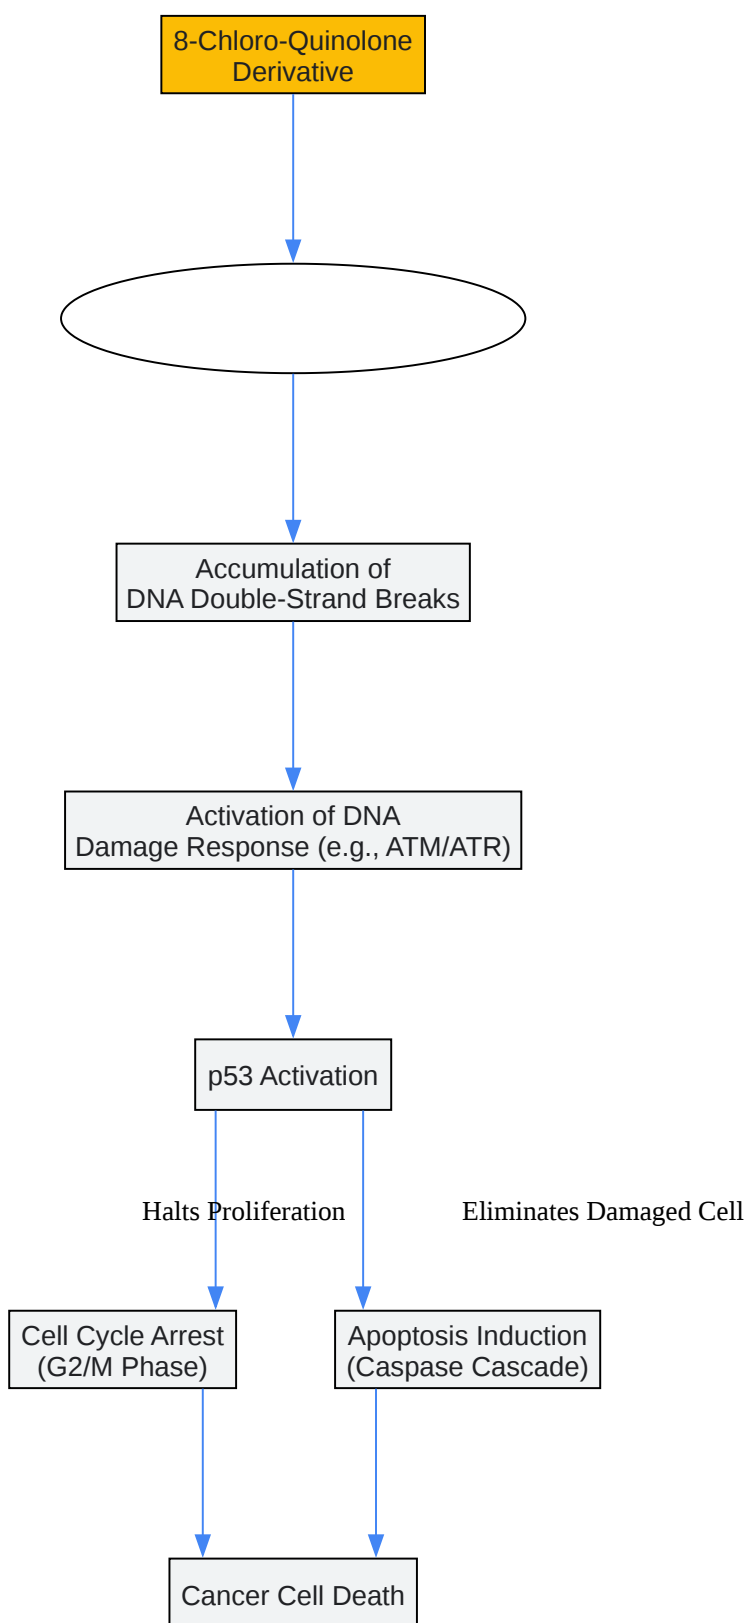 8-Chloro-Quinolone
Derivative
Accumulation of
DNA Double-Strand Breaks
Activation of DNA
Damage Response (e.g., ATM/ATR)
p53 Activation
Halts Proliferation
Eliminates Damaged Cell
Cell Cycle Arrest
(G2/M Phase)
Apoptosis Induction
(Caspase Cascade)
Cancer Cell Death